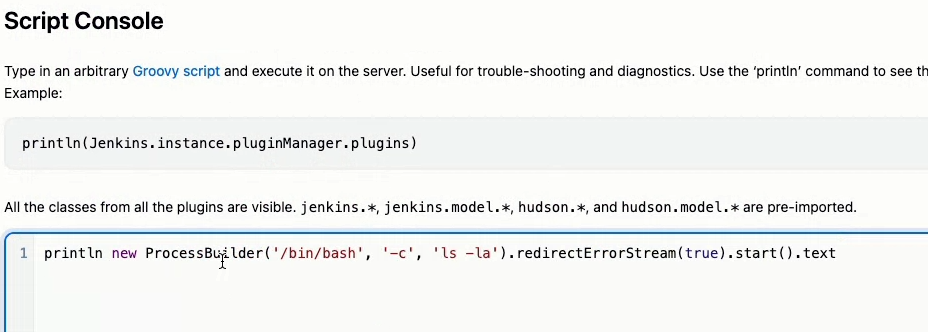 Script Console
Type in an arbitrary Groovy script and execute it on the server. Useful for trouble-shooting and diagnostics. Use the ‘println’ command to see th
Example:
println(Jenkins.instance.pluginManager.plugins)
All the classes from all the plugins are visible. jenkins.*, jenkins.model.*, hudson.*, and hudson.model.* are pre-imported.
1 println new ProcessBuilder('/bin/bash', '-c', 'ls -la').redirectErrorStream(true).start().text